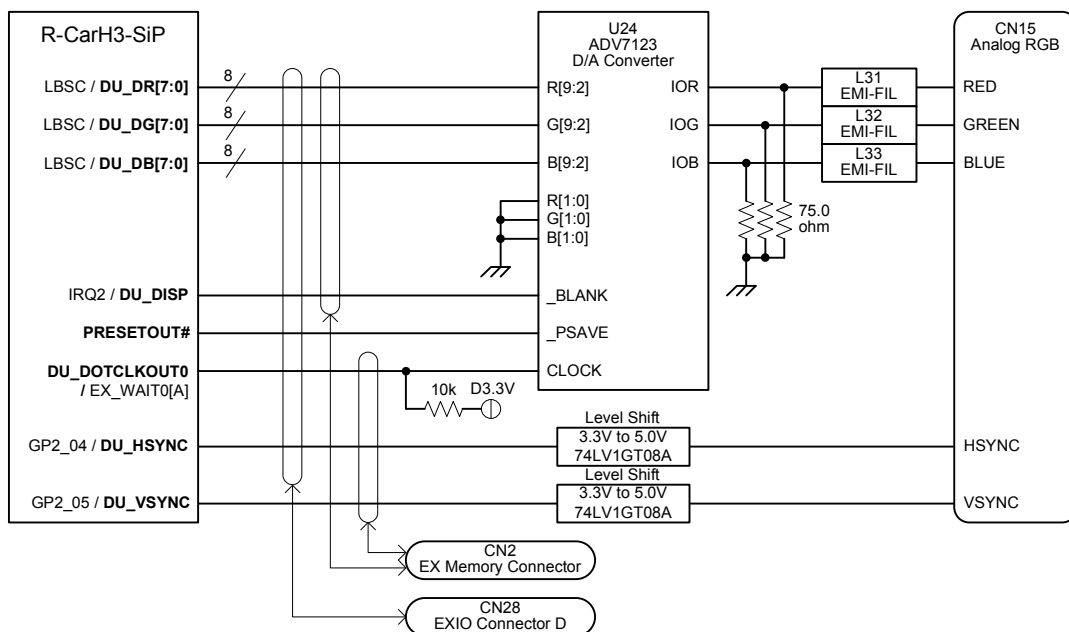 R-CarH3-SiP
LBSC / DU_DR[7:0]
LBSC / DU_DG[7:0]
LBSC / DU_DB[7:0]
IRQ2 / DU_DISP
PRESETOUT#
DU_DOTCLKOUT0
/ EX_WAIT0[A]
GP2_04 / DU_HSYNC
GP2_05 / DU_VSYNC
8
8
8
10k
D3.3V
U24
ADV7123
D/A Converter
R[9:2]
G[9:2]
B[9:2]
R[1:0]
G[1:0]
B[1:0]
_BLANK
_PSAVE
CLOCK
IOR
IOG
IOB
L31
EMI-FIL
L32
EMI-FIL
L33
EMI-FIL
75.0
ohm
Level Shift
3.3V to 5.0V
74LV1GT08A
Level Shift
3.3V to 5.0V
74LV1GT08A
CN15
Analog RGB
RED
GREEN
BLUE
HSYNC
VSYNC
CN2
EX Memory Connector
CN28
EXIO Connector D